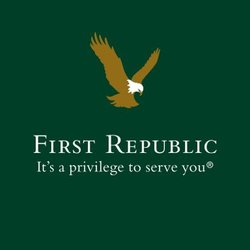 FIRST REPUBLIC
It's a privilege to serve you®